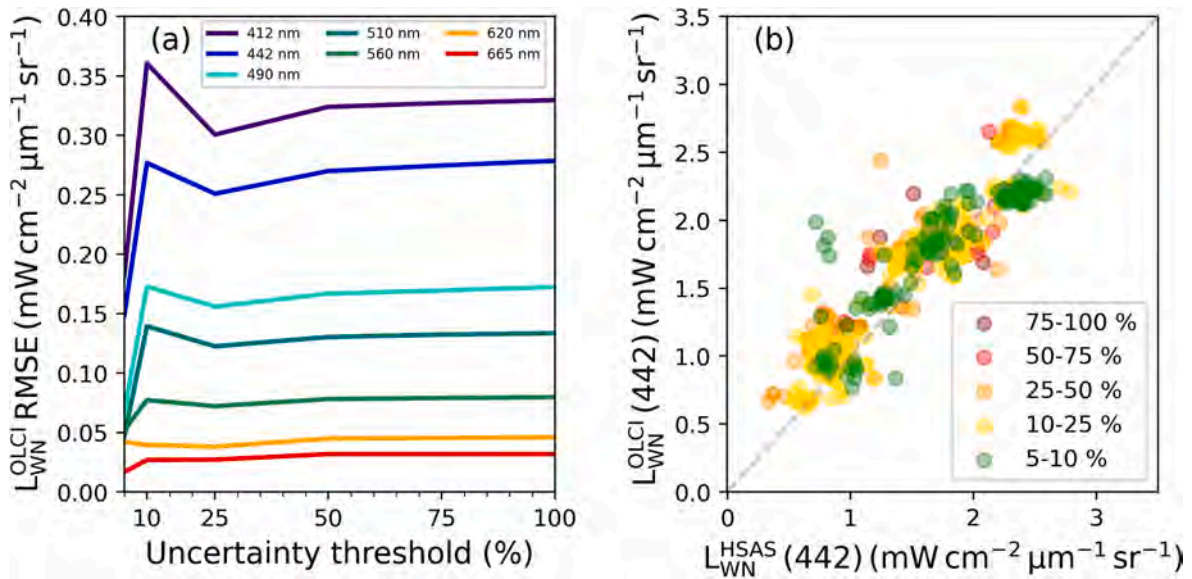 (a)
412 nm 510 nm 620 nm
442 nm 560 nm 665 nm
490 nm
0.40
0.35
0.30
0.25
0.20
0.15
0.10
0.05
0.00
L_WN^OLCI RMSE (mW cm⁻² µm⁻¹ sr⁻¹)
10 25 50 75 100
Uncertainty threshold (%)
(b)
3.5
3.0
2.5
2.0
1.5
1.0
0.5
0.0
L_WN^OLCI (442) (mW cm⁻² µm⁻¹ sr⁻¹)
75-100 %
50-75 %
25-50 %
10-25 %
5-10 %
0 1 2 3
L_WN^HSAS (442) (mW cm⁻² µm⁻¹ sr⁻¹)